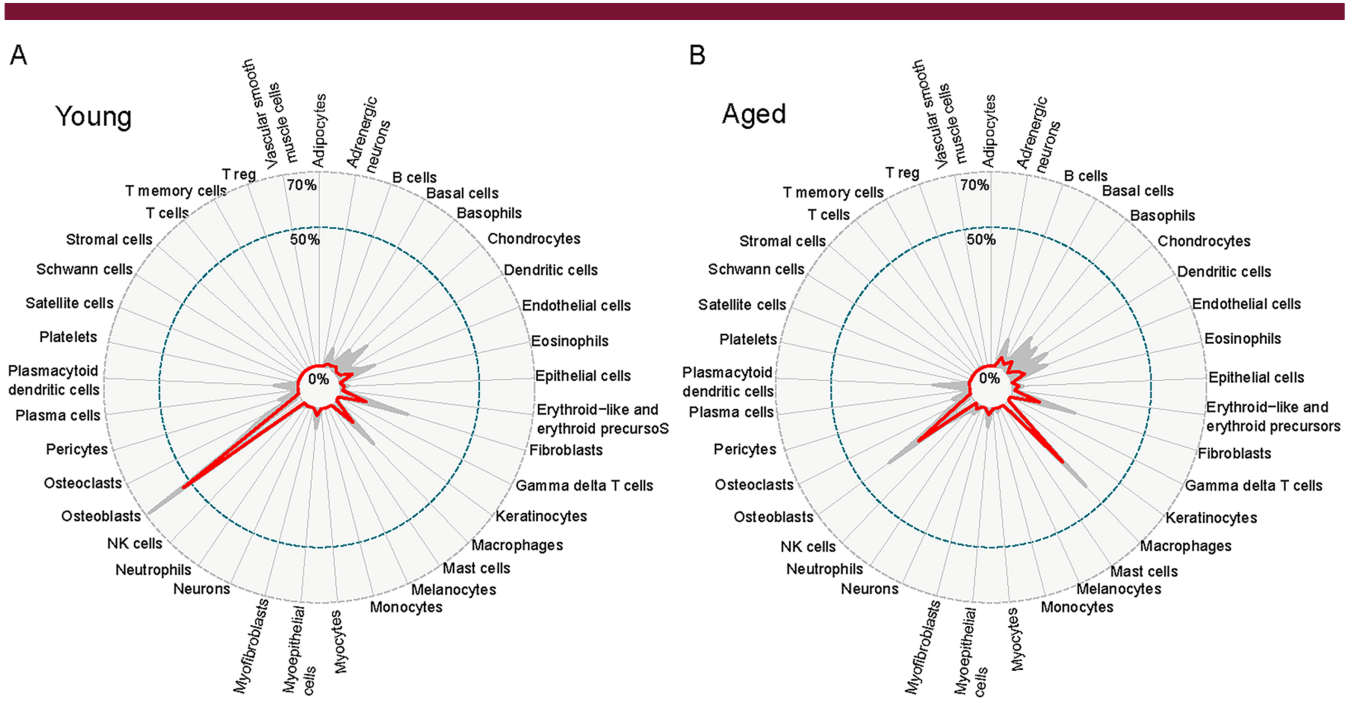 A
Young
Vascular smooth
muscle cells
Adipocytes
Adrenergic
neurons
B cells
Basal cells
Basophils
Chondrocytes
Dendritic cells
Endothelial cells
Eosinophils
Epithelial cells
Erythroid-like and
erythroid precursoS
Fibroblasts
Gamma delta T cells
Keratinocytes
Macrophages
Mast cells
Melanocytes
Monocytes
Myocytes
Myoepithelial
cells
Myofibroblasts
Neurons
Neutrophils
NK cells
Osteoblasts
Osteoclasts
Pericytes
Plasma cells
Plasmacytoid
dendritic cells
Platelets
Satellite cells
Schwann cells
Stromal cells
T cells
T memory cells
T reg
70%
50%
0%
B
Aged
Vascular smooth
muscle cells
Adipocytes
Adrenergic
neurons
B cells
Basal cells
Basophils
Chondrocytes
Dendritic cells
Endothelial cells
Eosinophils
Epithelial cells
Erythroid-like and
erythroid precursors
Fibroblasts
Gamma delta T cells
Keratinocytes
Macrophages
Mast cells
Melanocytes
Monocytes
Myocytes
Myoepithelial
cells
Myofibroblasts
Neurons
Neutrophils
NK cells
Osteoblasts
Osteoclasts
Pericytes
Plasma cells
Plasmacytoid
dendritic cells
Platelets
Satellite cells
Schwann cells
Stromal cells
T cells
T memory cells
T reg
70%
50%
0%